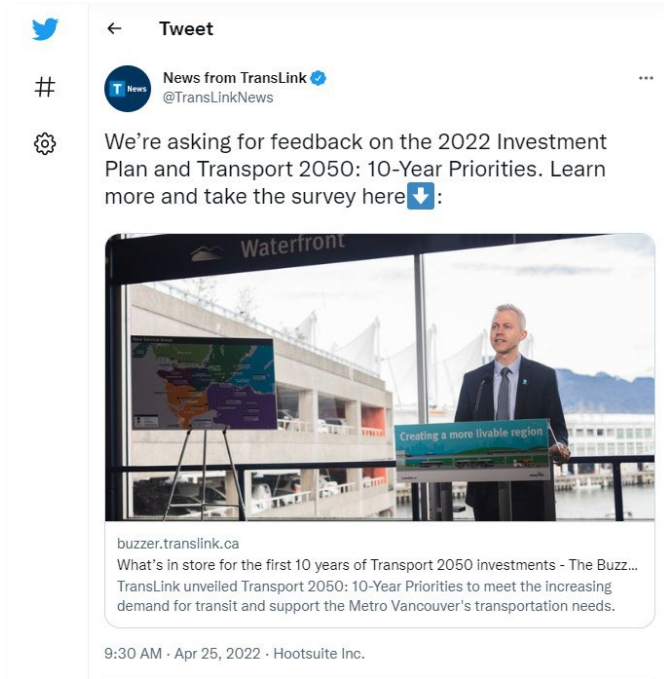 Tweet
T News
News from TransLink
@TransLinkNews
We're asking for feedback on the 2022 Investment
Plan and Transport 2050: 10-Year Priorities. Learn
more and take the survey here⬇️:
Waterfront
Creating a more livable region
buzzer.translink.ca
What's in store for the first 10 years of Transport 2050 investments - The Buzz...
TransLink unveiled Transport 2050: 10-Year Priorities to meet the increasing
demand for transit and support the Metro Vancouver's transportation needs.
9:30 AM · Apr 25, 2022 · Hootsuite Inc.